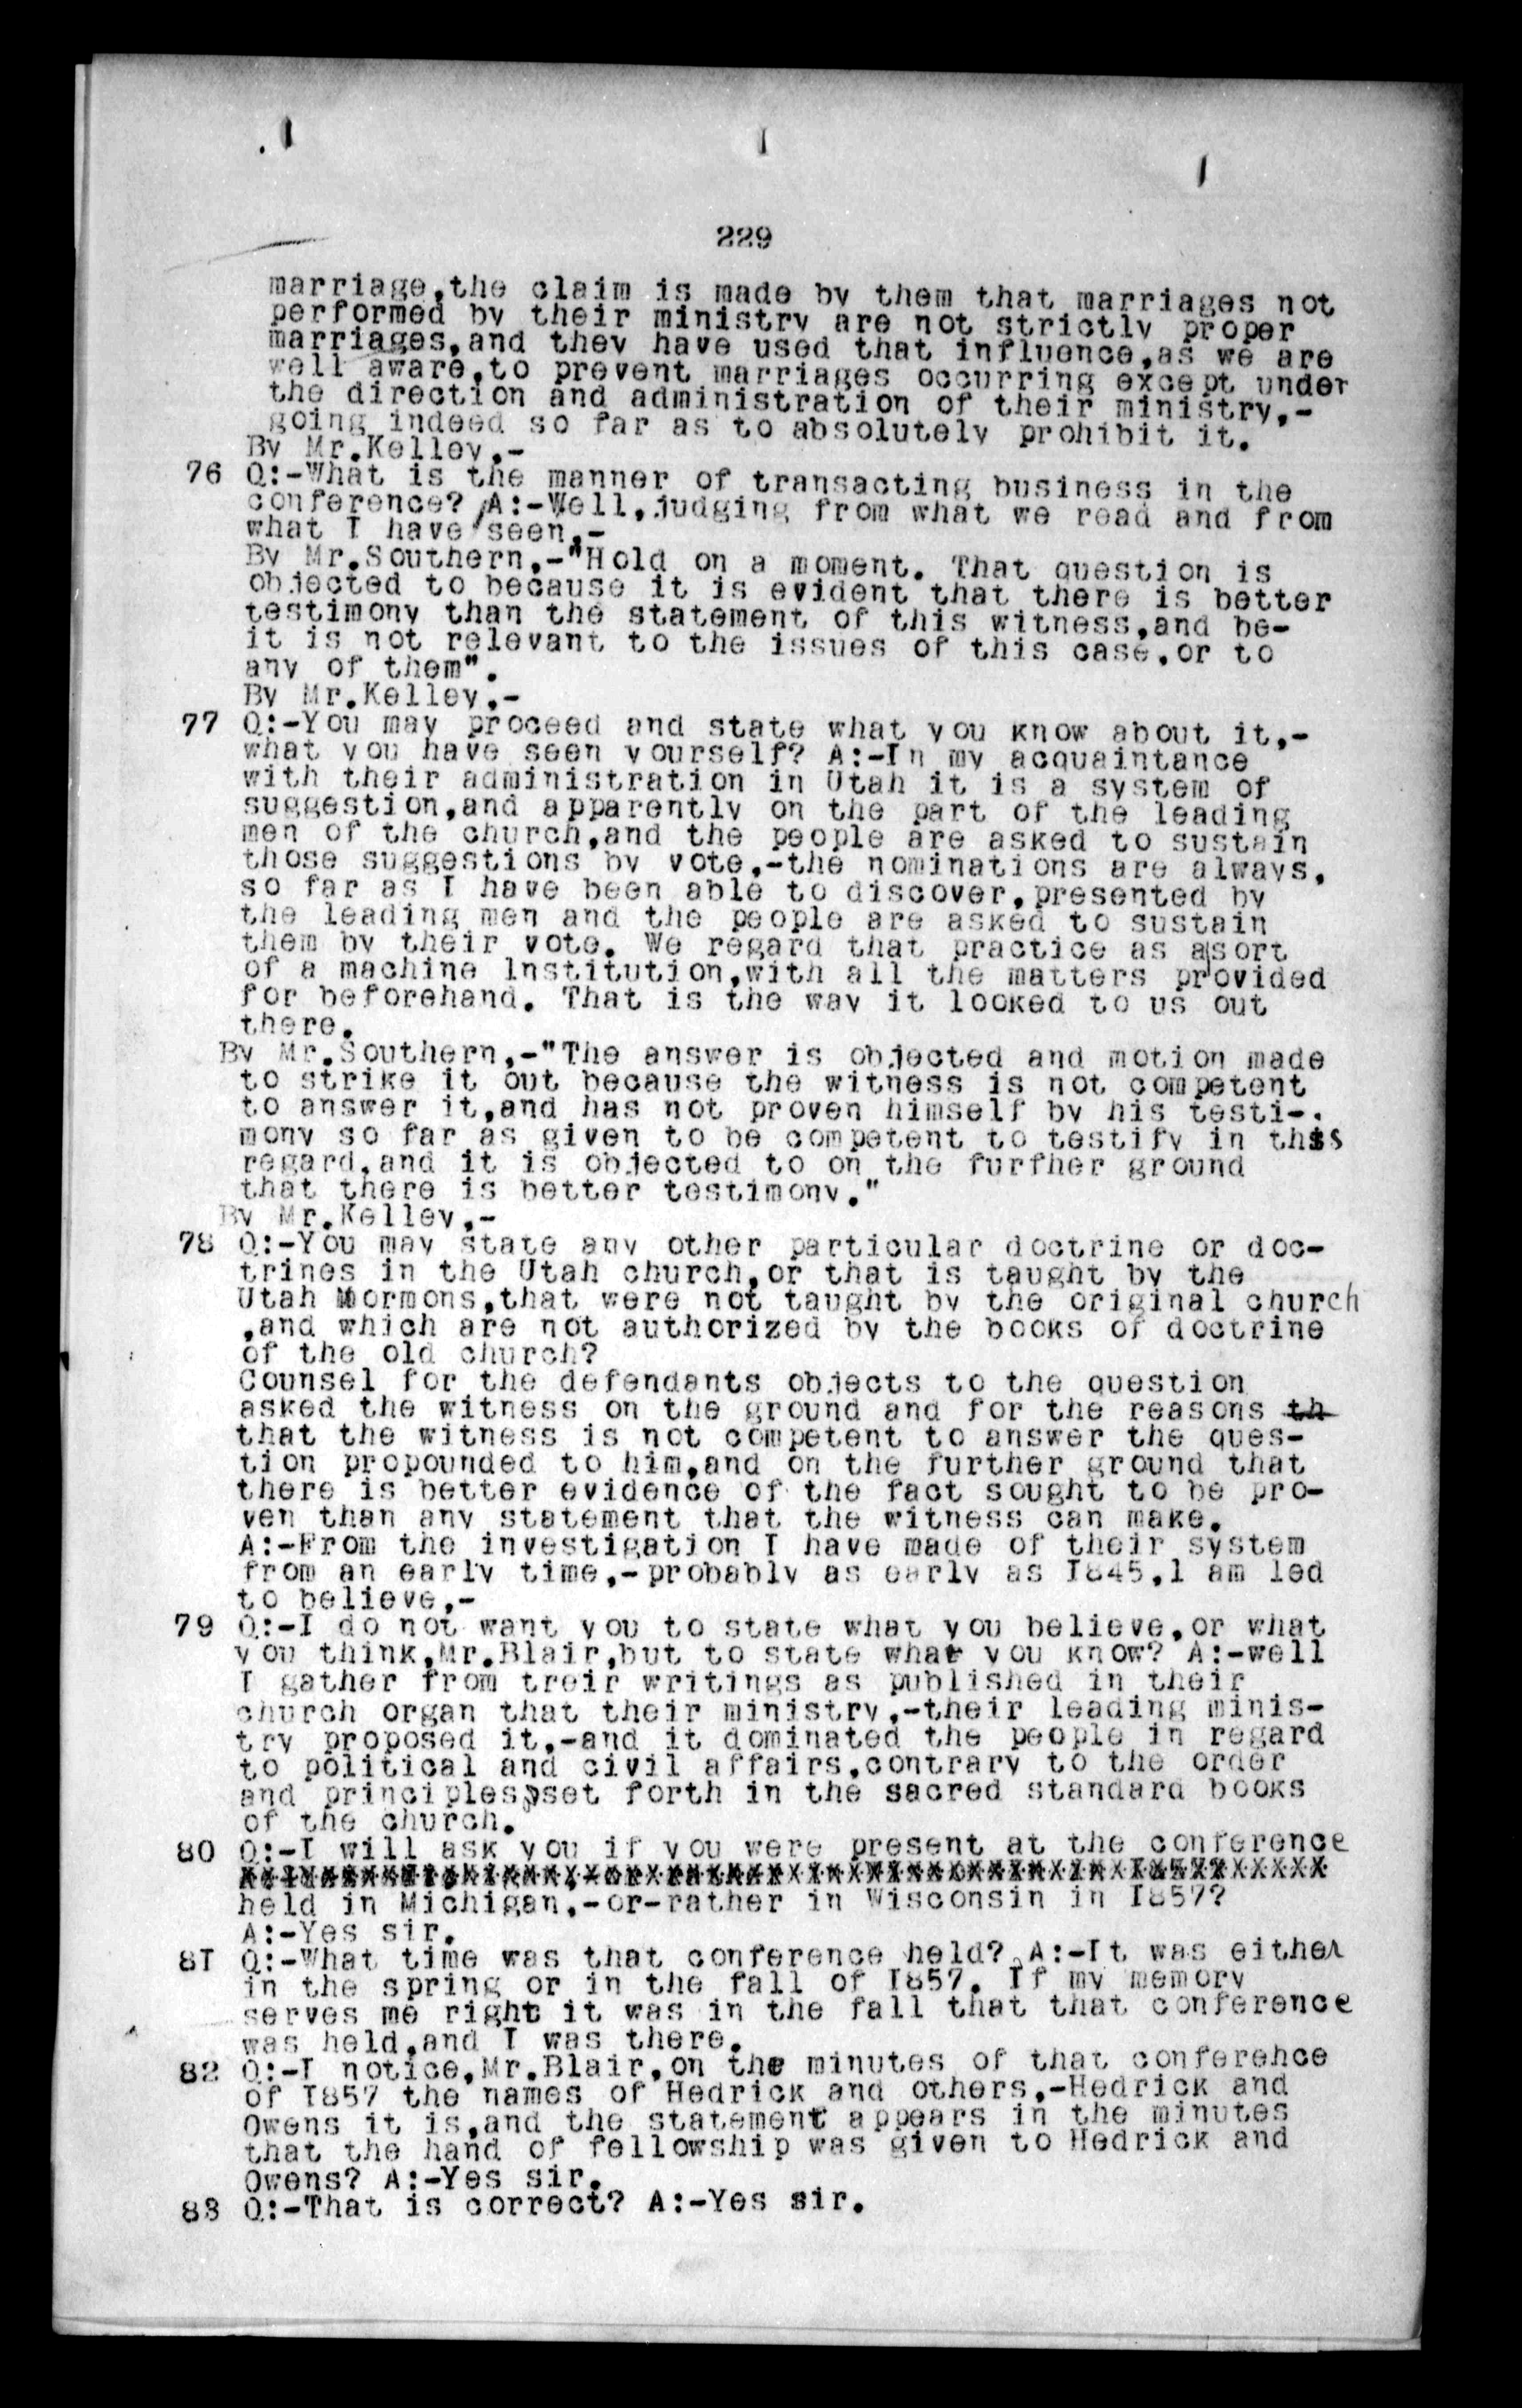 229
marriage,the claim is made by them that marriages not
performed by their ministry are not strictly proper
marriages,and they have used that influence,as we are
well aware,to prevent marriages occurring except under
the direction and administration of their ministry,-
going indeed so far as to absolutely prohibit it.
By Mr.Kelley,-
76 Q:-What is the manner of transacting business in the
conference? A:-Well,judging from what we read and from
what I have seen,-
By Mr.Southern,-"Hold on a moment. That question is
objected to because it is evident that there is better
testimony than the statement of this witness,and be-
it is not relevant to the issues of this case,or to
any of them".
By Mr.Kelley,-
77 Q:-You may proceed and state what you know about it,-
what you have seen yourself? A:-In my acquaintance
with their administration in Utah it is a system of
suggestion,and apparently on the part of the leading
men of the church,and the people are asked to sustain
those suggestions by vote,-the nominations are always,
so far as I have been able to discover,presented by
the leading men and the people are asked to sustain
them by their vote. We regard that practice as a sort
of a machine Institution,with all the matters provided
for beforehand. That is the way it looked to us out
there.
By Mr.Southern,-"The answer is objected and motion made
to strike it out because the witness is not competent
to answer it,and has not proven himself by his testi-
mony so far as given to be competent to testify in this
regard,and it is objected to on the furfher ground
that there is better testimony."
By Mr.Kelley,-
78 Q:-You may state any other particular doctrine or doc-
trines in the Utah church,or that is taught by the
Utah Mormons,that were not taught by the original church
,and which are not authorized by the books of doctrine
of the old church?
Counsel for the defendants objects to the question
asked the witness on the ground and for the reasons th
that the witness is not competent to answer the ques-
tion propounded to him,and on the further ground that
there is better evidence of the fact sought to be pro-
ven than any statement that the witness can make.
A:-From the investigation I have made of their system
from an early time,-probably as early as I845,l am led
to believe,-
79 Q:-I do not want you to state what you believe,or what
you think,Mr.Blair,but to state what you know? A:-well
I gather from treir writings as published in their
church organ that their ministry,-their leading minis-
try proposed it,-and it dominated the people in regard
to political and civil affairs,contrary to the order
and principles set forth in the sacred standard books
of the church.
80 Q:-I will ask you if you were present at the conference
held in Michigan,-or-rather in Wisconsin in I857?
A:-Yes sir.
8I Q:-What time was that conference held? A:-It was either
in the spring or in the fall of I857. If my memory
serves me right it was in the fall that that conference
was held,and I was there.
82 Q:-I notice,Mr.Blair,on the minutes of that conferehce
of I857 the names of Hedrick and others,-Hedrick and
Owens it is,and the statement appears in the minutes
that the hand of fellowship was given to Hedrick and
Owens? A:-Yes sir.
83 Q:-That is correct? A:-Yes sir.